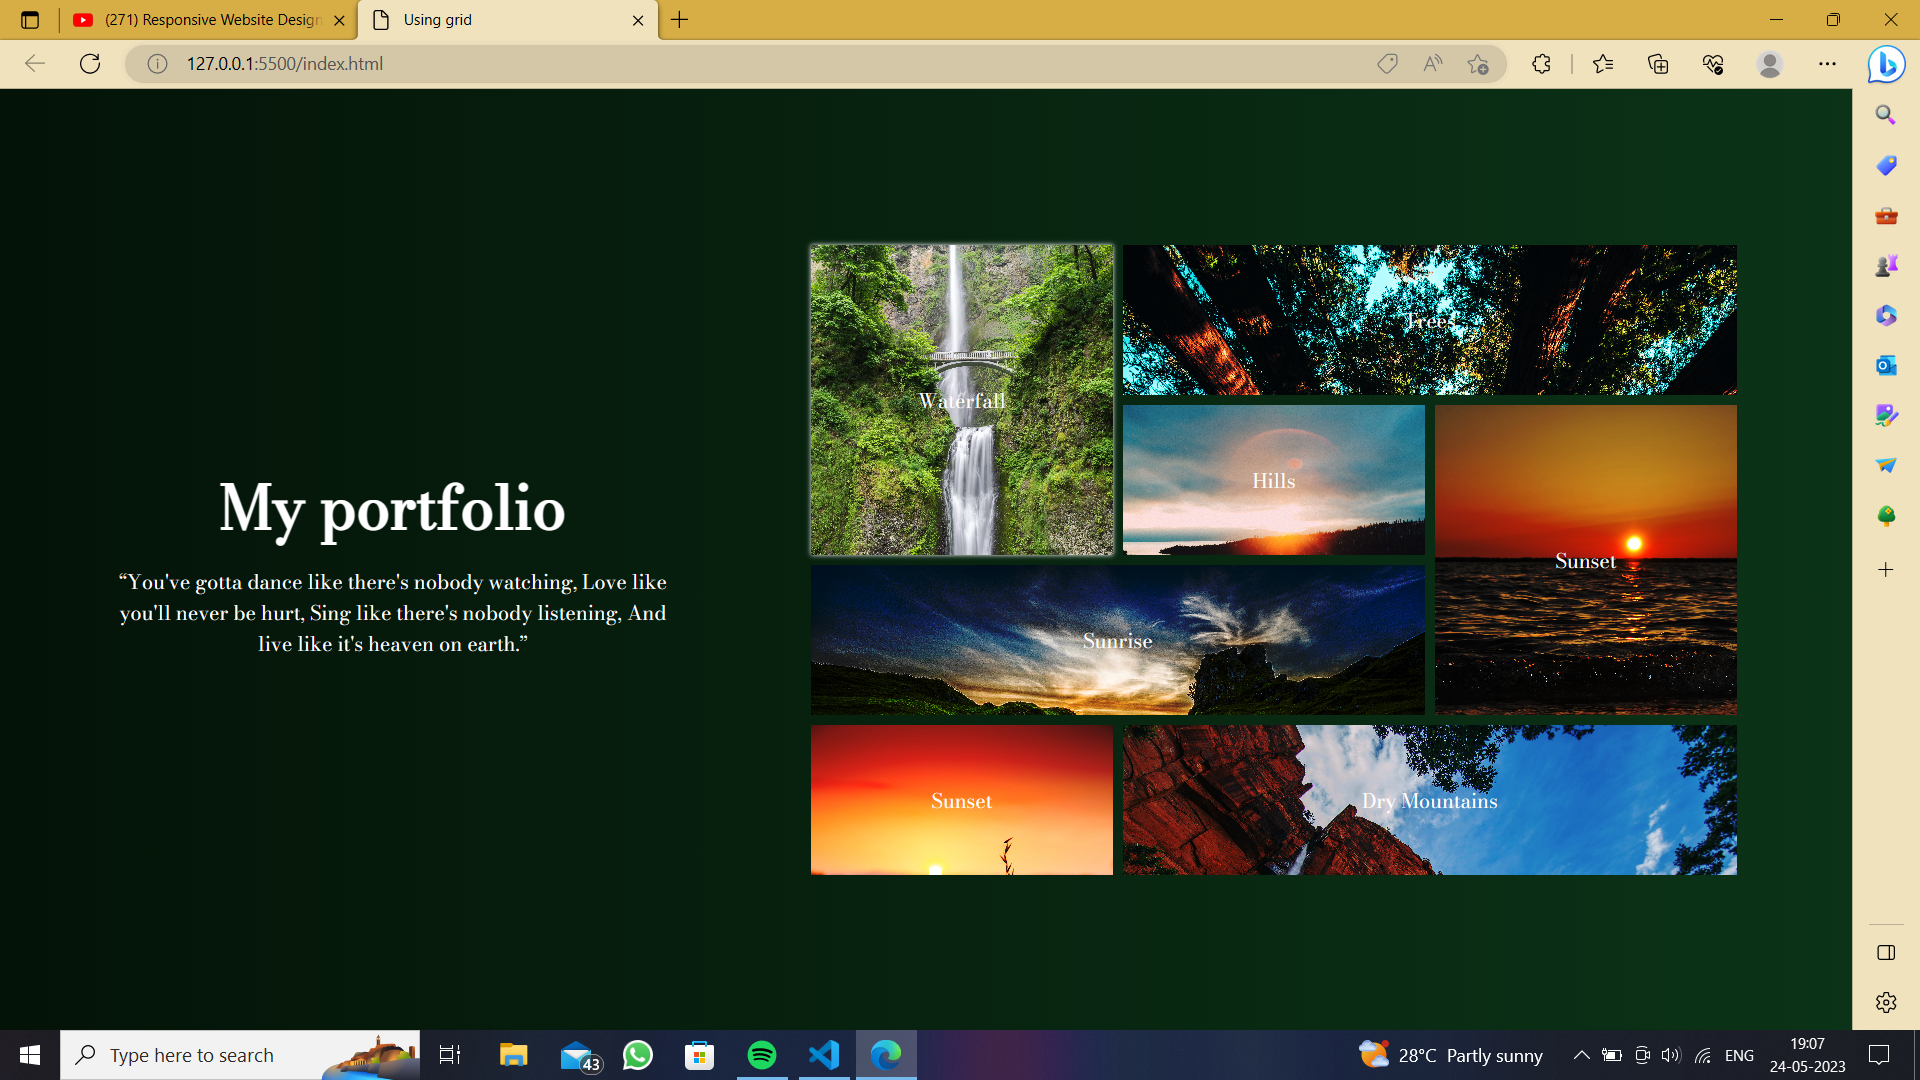 (271) Responsive Website Design
Using grid
127.0.0.1:5500/index.html
Waterfall
Trees
Hills
Sunset
My portfolio
“You've gotta dance like there's nobody watching, Love like
you'll never be hurt, Sing like there's nobody listening, And
live like it's heaven on earth.”
Sunrise
Sunset
Dry Mountains
Type here to search
43
28°C Partly sunny
ENG
19:07
24-05-2023